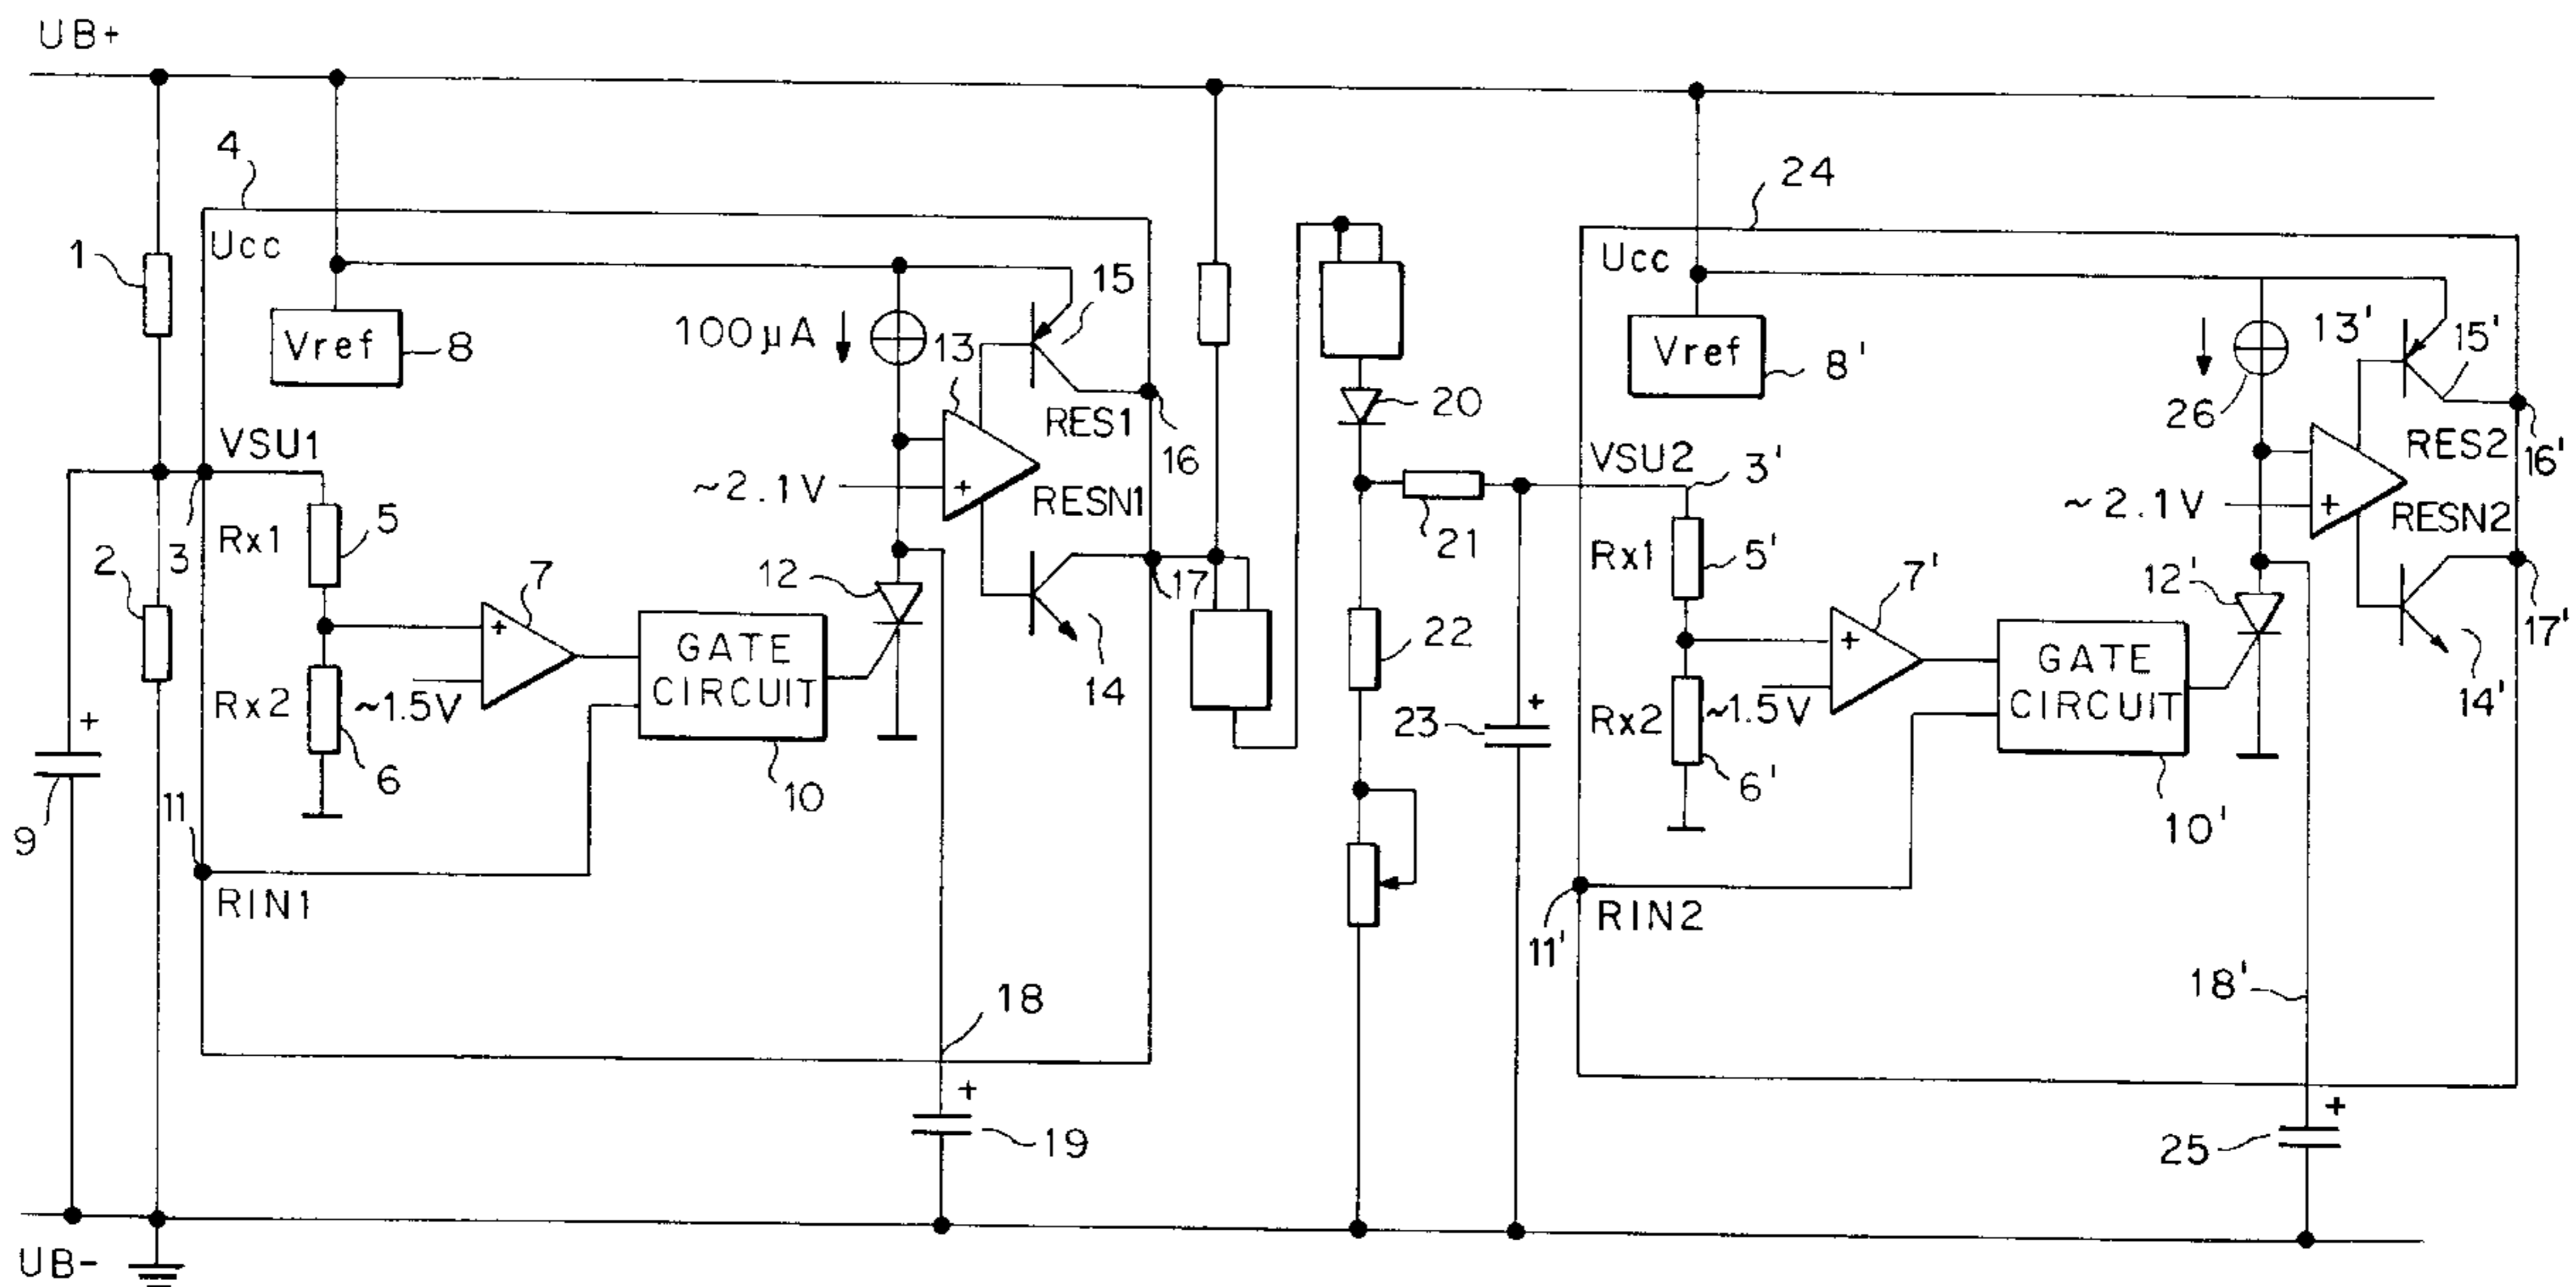 UB+
4
24
1
Ucc
Ucc
15
100µA
13
Vref
8
13'
15'
Vref
8'
20
26
RES1
16
RES2
16'
VSU1
VSU2
3'
~2.1V
+
RESN1
~2.1V
+
RESN2
5
21
Rx1
Rx1
5'
2
3
7
12
17
7'
12'
17'
+
GATE
CIRCUIT
14
22
+
GATE
CIRCUIT
14'
Rx2
~1.5V
Rx2
~1.5V
+
+
23
6
10
6'
10'
9
11
RIN1
11'
RIN2
18
18'
+
+
19
25
UB-